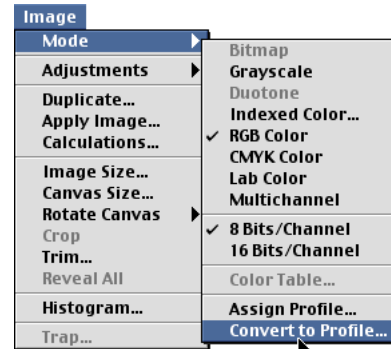 Image
Mode
Adjustments
Duplicate...
Apply Image...
Calculations...
Image Size...
Canvas Size...
Rotate Canvas
Crop
Trim...
Reveal All
Histogram...
Trap...
Bitmap
Grayscale
Duotone
Indexed Color...
✓ RGB Color
CMYK Color
Lab Color
Multichannel
✓ 8 Bits/Channel
16 Bits/Channel
Color Table...
Assign Profile...
Convert to Profile...